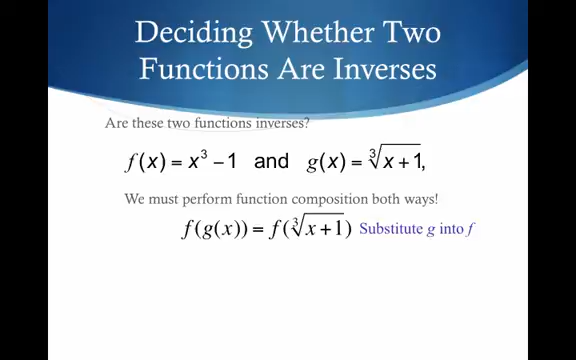 Deciding Whether Two
Functions Are Inverses
Are these two functions inverses?
f(x) = x³ − 1 and g(x) = ∛(x + 1),
We must perform function composition both ways!
f(g(x)) = f(∛(x + 1)) Substitute g into f